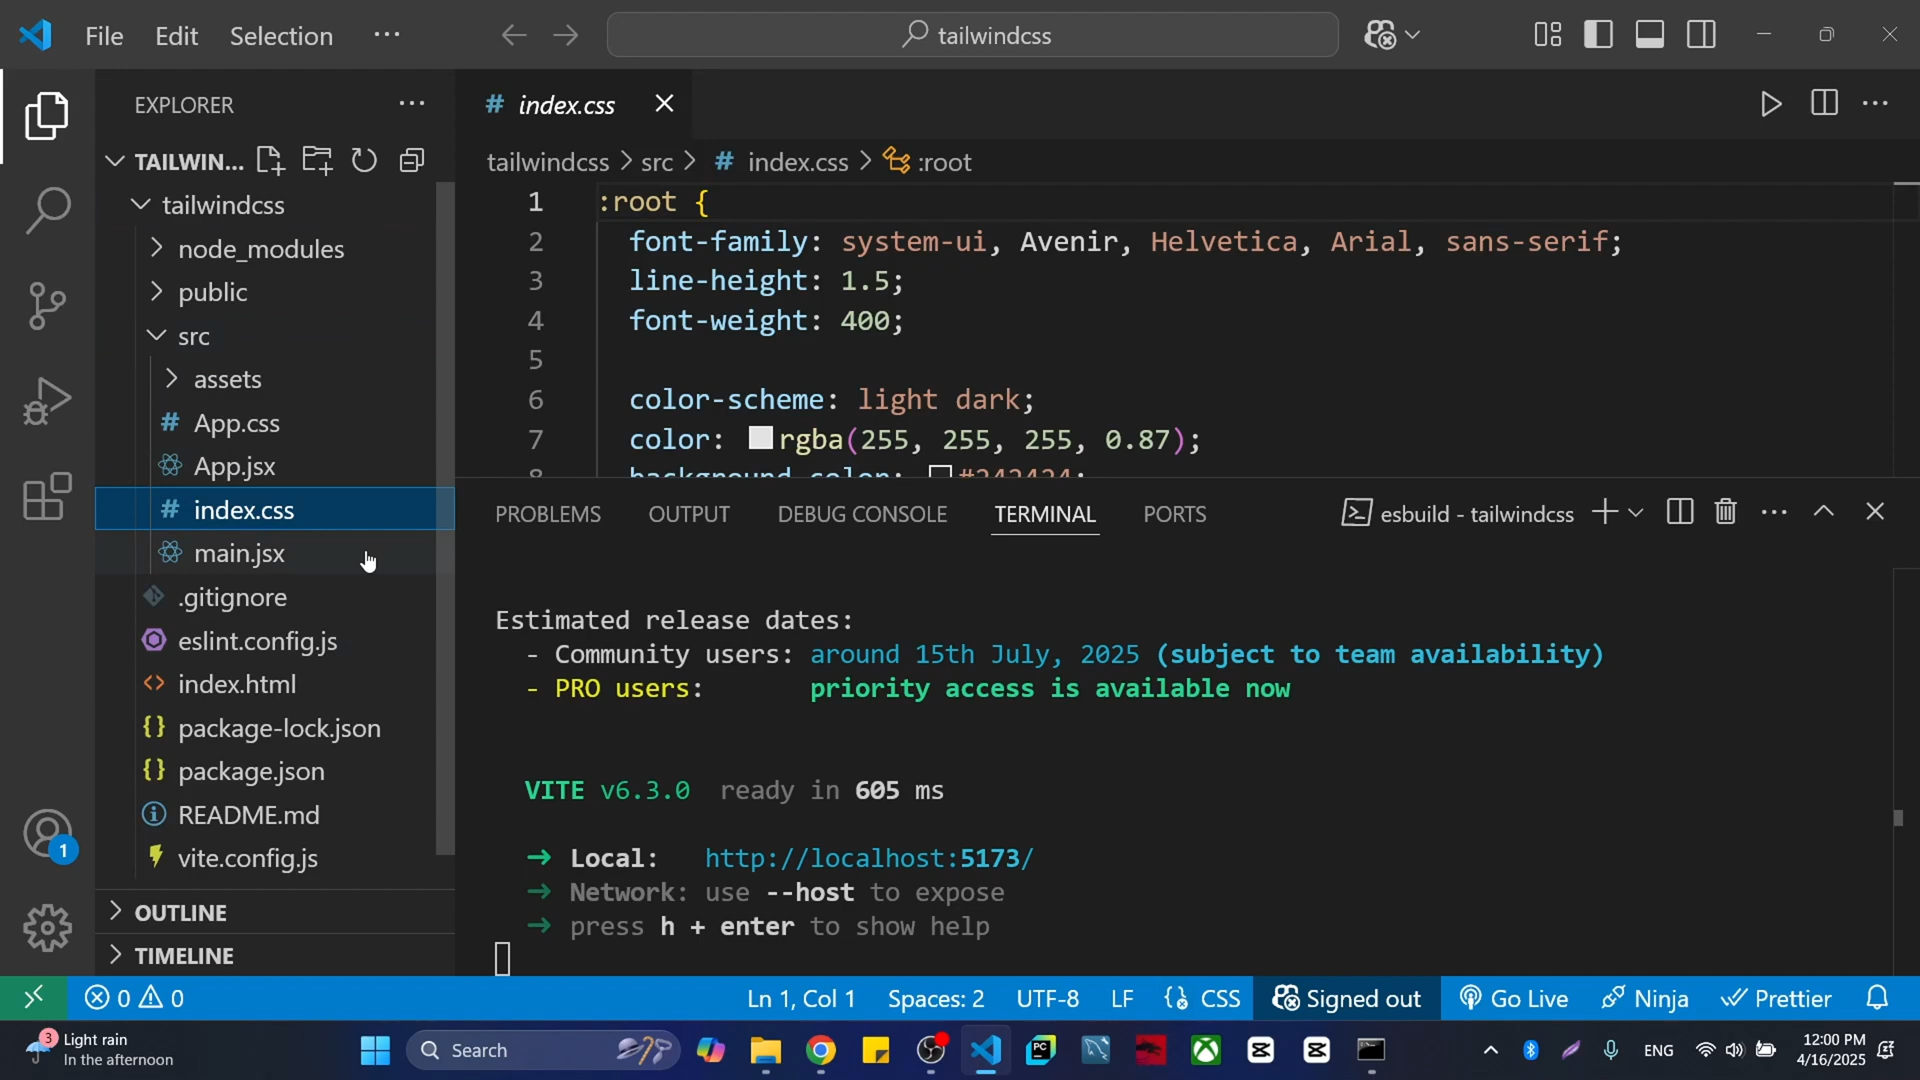 File Edit Selection ···
tailwindcss
EXPLORER
TAILWIN...
tailwindcss
node_modules
public
src
assets
# App.css
App.jsx
# index.css
main.jsx
.gitignore
eslint.config.js
<> index.html
{} package-lock.json
{} package.json
README.md
vite.config.js
OUTLINE
TIMELINE
1
# index.css
tailwindcss > src > # index.css > :root
1 :root {
2 font-family: system-ui, Avenir, Helvetica, Arial, sans-serif;
3 line-height: 1.5;
4 font-weight: 400;
5
6 color-scheme: light dark;
7 color: rgba(255, 255, 255, 0.87);
8 background-color: #242424;
PROBLEMS OUTPUT DEBUG CONSOLE TERMINAL PORTS
esbuild - tailwindcss
Estimated release dates:
- Community users: around 15th July, 2025 (subject to team availability)
- PRO users: priority access is available now
VITE v6.3.0 ready in 605 ms
➜ Local: http://localhost:5173/
➜ Network: use --host to expose
➜ press h + enter to show help
0 0
Ln 1, Col 1 Spaces: 2 UTF-8 LF {} CSS Signed out Go Live Ninja Prettier
3
Light rain
In the afternoon
Search
PC
ENG
12:00 PM
4/16/2025